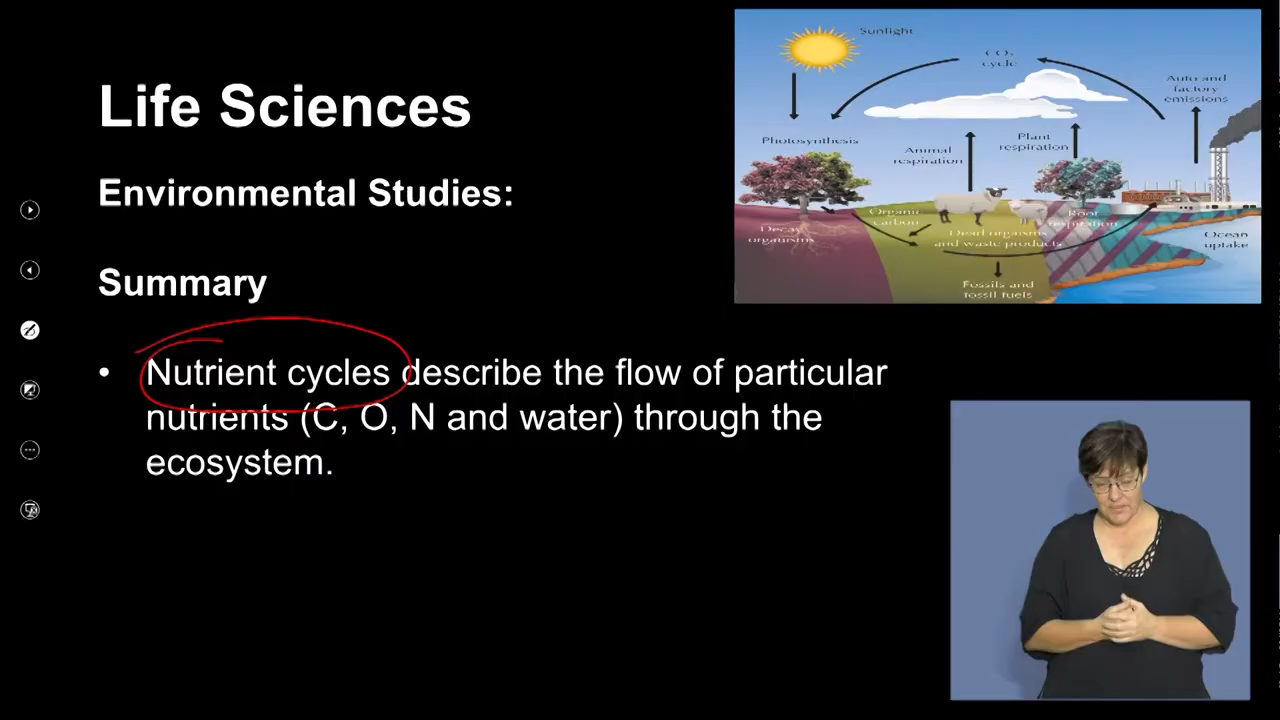 Life Sciences
Environmental Studies:
Summary
• Nutrient cycles describe the flow of particular
nutrients (C, O, N and water) through the
ecosystem.
Sunlight
CO₂
cycle
Auto and
factory
emissions
Photosynthesis
Animal
respiration
Plant
respiration
Organic
carbon
Decay
organisms
Dead organisms
and waste products
Root
respiration
Ocean
uptake
Fossils and
fossil fuels